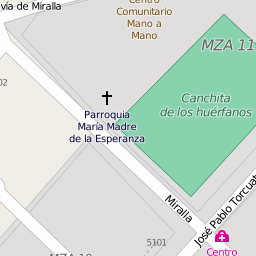 vía de Miralla
Centro
Comunitario
Mano a
Mano
MZA 11
Canchita
de los huérfanos
Parroquia
María Madre
de la Esperanza
Miralla
José Pablo Torcuat
Centro
5101
MZA 10
02